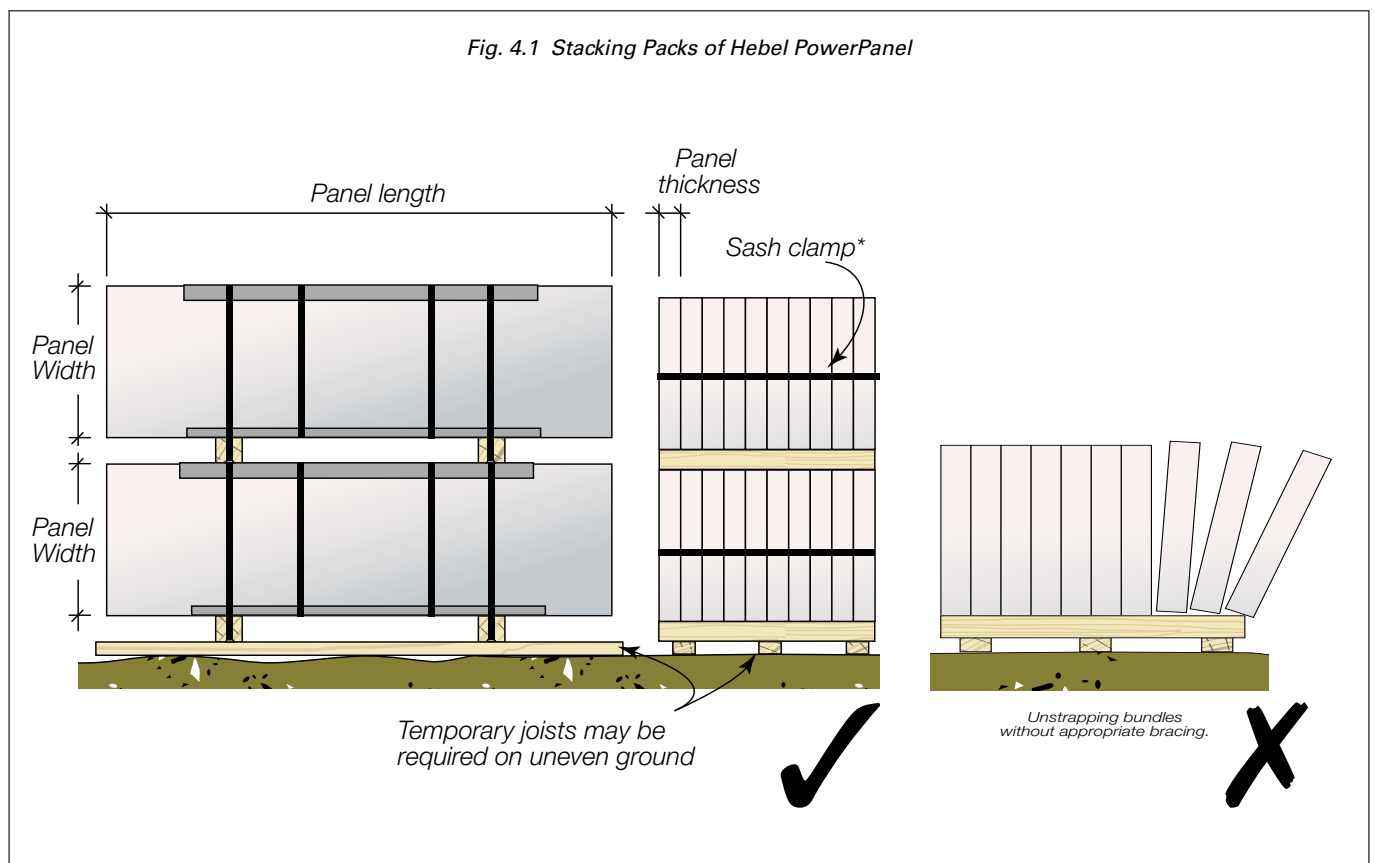 Fig. 4.1 Stacking Packs of Hebel PowerPanel
Panel length
Panel
thickness
Sash clamp*
Panel
Width
Panel
Width
Temporary joists may be
required on uneven ground
Unstrapping bundles
without appropriate bracing.